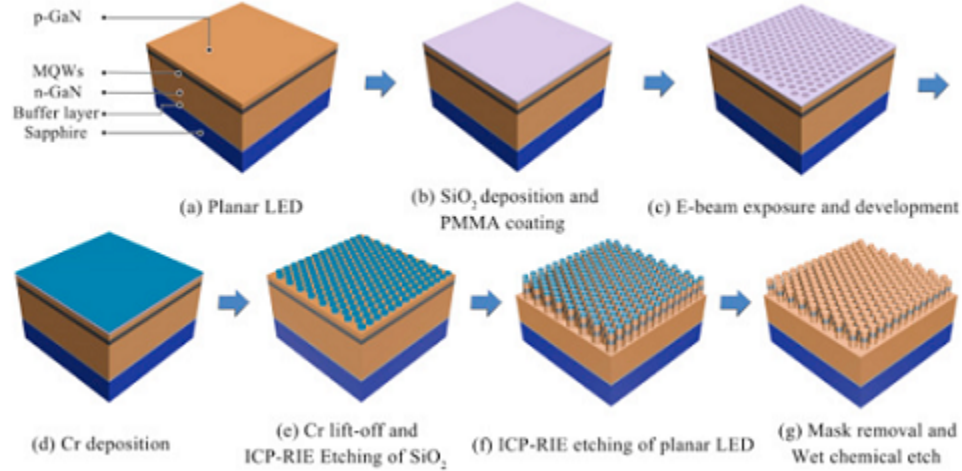 p-GaN
MQWs
n-GaN
Buffer layer
Sapphire
(a) Planar LED
(b) SiO₂ deposition and
PMMA coating
(c) E-beam exposure and development
(d) Cr deposition
(e) Cr lift-off and
ICP-RIE Etching of SiO₂
(f) ICP-RIE etching of planar LED
(g) Mask removal and
Wet chemical etch